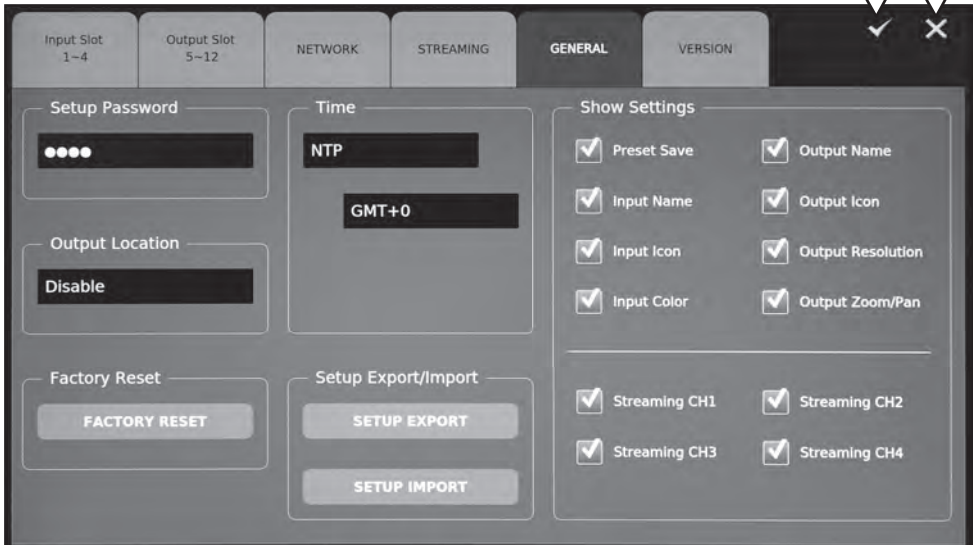 Input Slot
1~4
Output Slot
5~12
NETWORK
STREAMING
GENERAL
VERSION
Setup Password
Output Location
Disable
Factory Reset
FACTORY RESET
Time
NTP
GMT+0
Setup Export/Import
SETUP EXPORT
SETUP IMPORT
Show Settings
Preset Save
Output Name
Input Name
Output Icon
Input Icon
Output Resolution
Input Color
Output Zoom/Pan
Streaming CH1
Streaming CH2
Streaming CH3
Streaming CH4